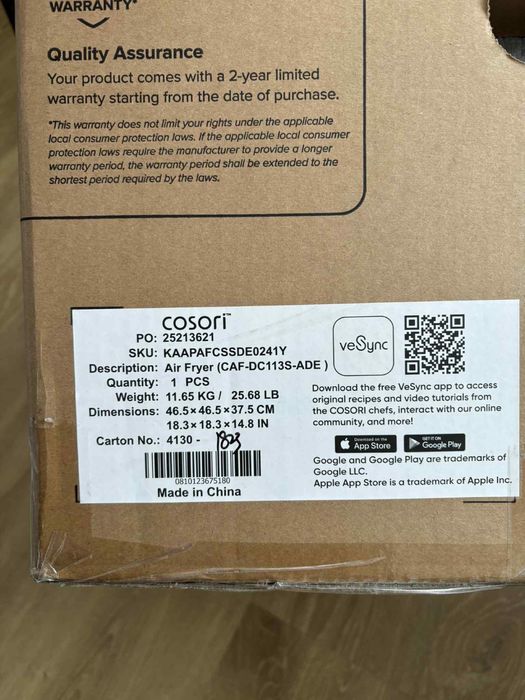 WARRANTY*
Quality Assurance
Your product comes with a 2-year limited
warranty starting from the date of purchase.
*This warranty does not limit your rights under the applicable
local consumer protection laws. If the applicable local consumer
protection laws require the manufacturer to provide a longer
warranty period, the warranty period shall be extended to the
shortest period required by the laws.
cosori™
PO: 25213621
SKU: KAAPAFCSSDE0241Y
Description: Air Fryer (CAF-DC113S-ADE )
Quantity: 1 PCS
Weight: 11.65 KG / 25.68 LB
Dimensions: 46.5×46.5×37.5 CM
18.3×18.3×14.8 IN
Carton No.: 4130 - 1823
0810123675180
Made in China
veSync
Download the free VeSync app to access
original recipes and video tutorials from
the COSORI chefs, interact with our online
community, and more!
Download on the
App Store
GET IT ON
Google Play
Google and Google Play are trademarks of
Google LLC.
Apple App Store is a trademark of Apple Inc.